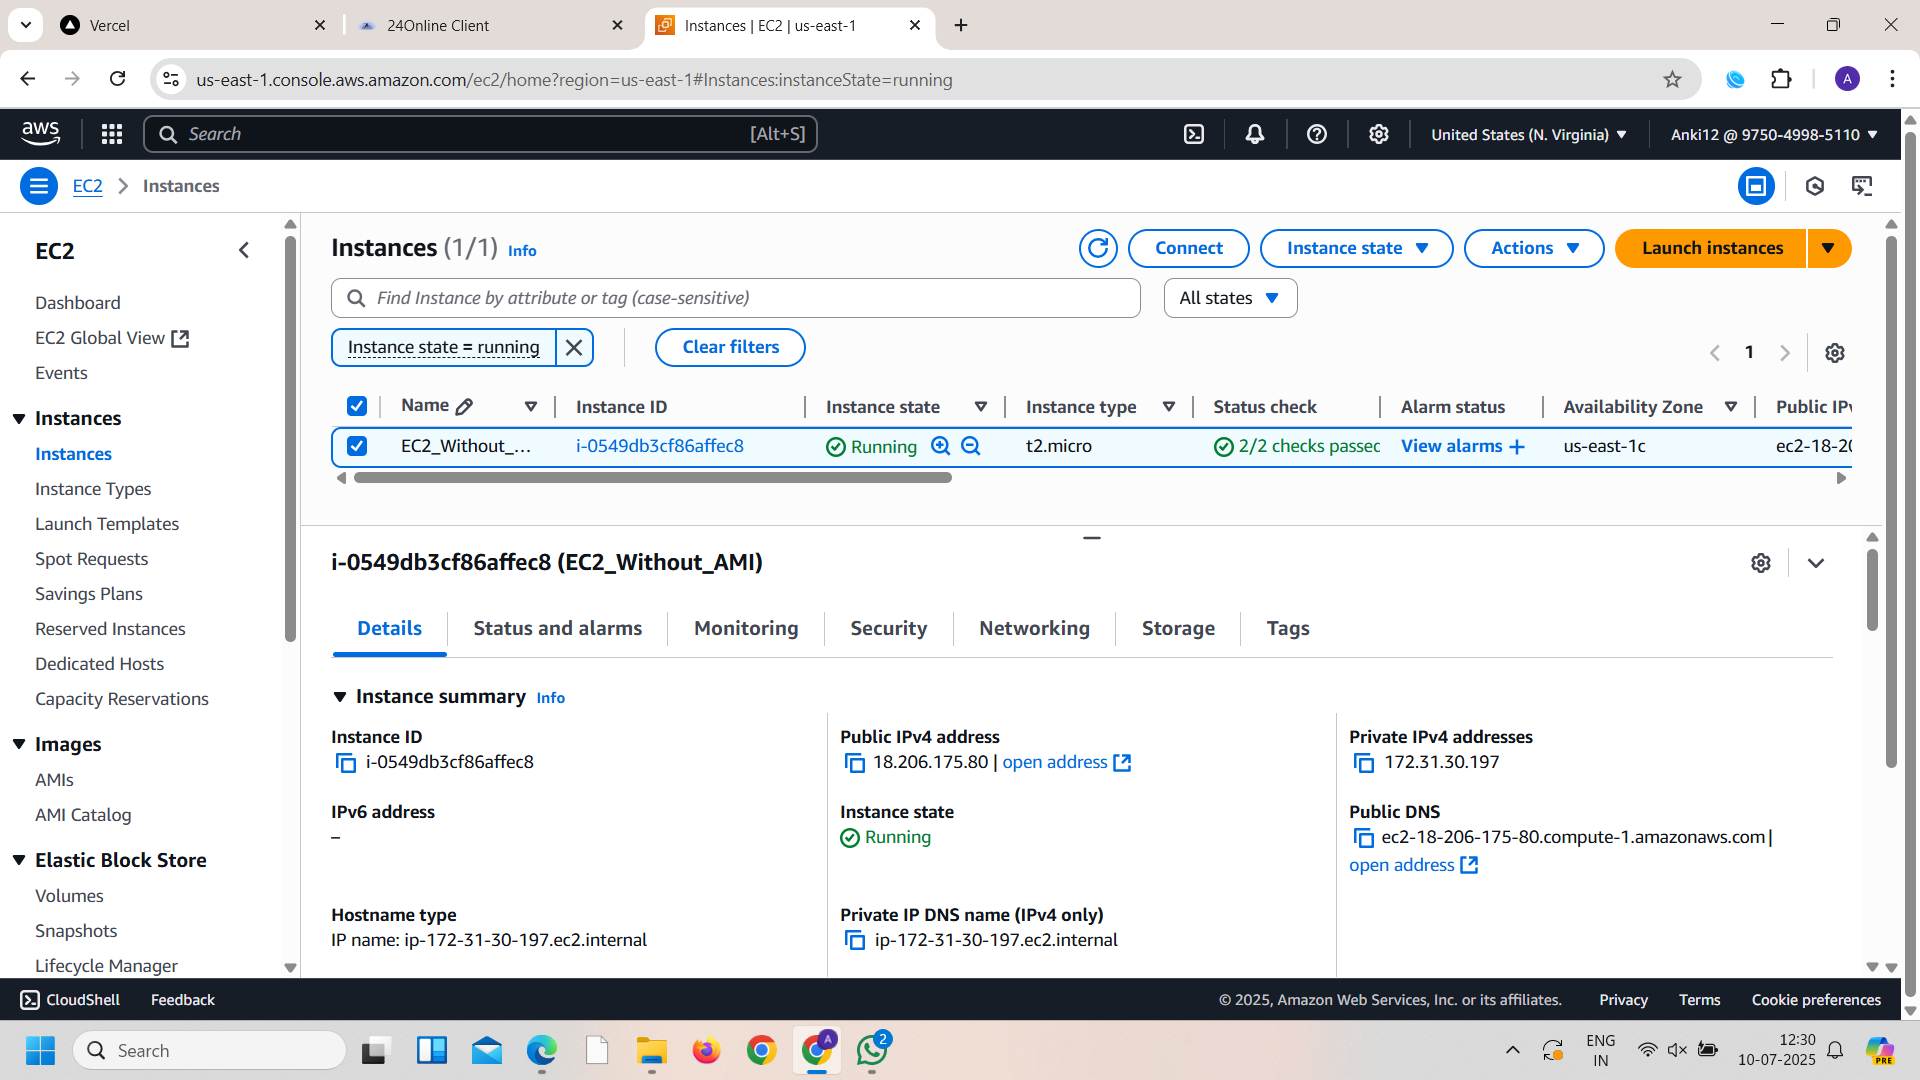 Vercel
24Online Client
Instances | EC2 | us-east-1
us-east-1.console.aws.amazon.com/ec2/home?region=us-east-1#Instances:instanceState=running
A
aws
Search
[Alt+S]
United States (N. Virginia)
Anki12 @ 9750-4998-5110
EC2
Instances
EC2
Dashboard
EC2 Global View
Events
Instances
Instances
Instance Types
Launch Templates
Spot Requests
Savings Plans
Reserved Instances
Dedicated Hosts
Capacity Reservations
Images
AMIs
AMI Catalog
Elastic Block Store
Volumes
Snapshots
Lifecycle Manager
Instances (1/1) Info
Connect
Instance state
Actions
Launch instances
Find Instance by attribute or tag (case-sensitive)
All states
Instance state = running
Clear filters
1
Name
Instance ID
Instance state
Instance type
Status check
Alarm status
Availability Zone
Public IPv
EC2_Without_...
i-0549db3cf86affec8
Running
t2.micro
2/2 checks passed
View alarms +
us-east-1c
ec2-18-20
i-0549db3cf86affec8 (EC2_Without_AMI)
Details
Status and alarms
Monitoring
Security
Networking
Storage
Tags
Instance summary Info
Instance ID
i-0549db3cf86affec8
Public IPv4 address
18.206.175.80 | open address
Private IPv4 addresses
172.31.30.197
IPv6 address
–
Instance state
Running
Public DNS
ec2-18-206-175-80.compute-1.amazonaws.com |
open address
Hostname type
IP name: ip-172-31-30-197.ec2.internal
Private IP DNS name (IPv4 only)
ip-172-31-30-197.ec2.internal
CloudShell
Feedback
© 2025, Amazon Web Services, Inc. or its affiliates.
Privacy
Terms
Cookie preferences
Search
A
2
ENG
IN
12:30
10-07-2025
PRE